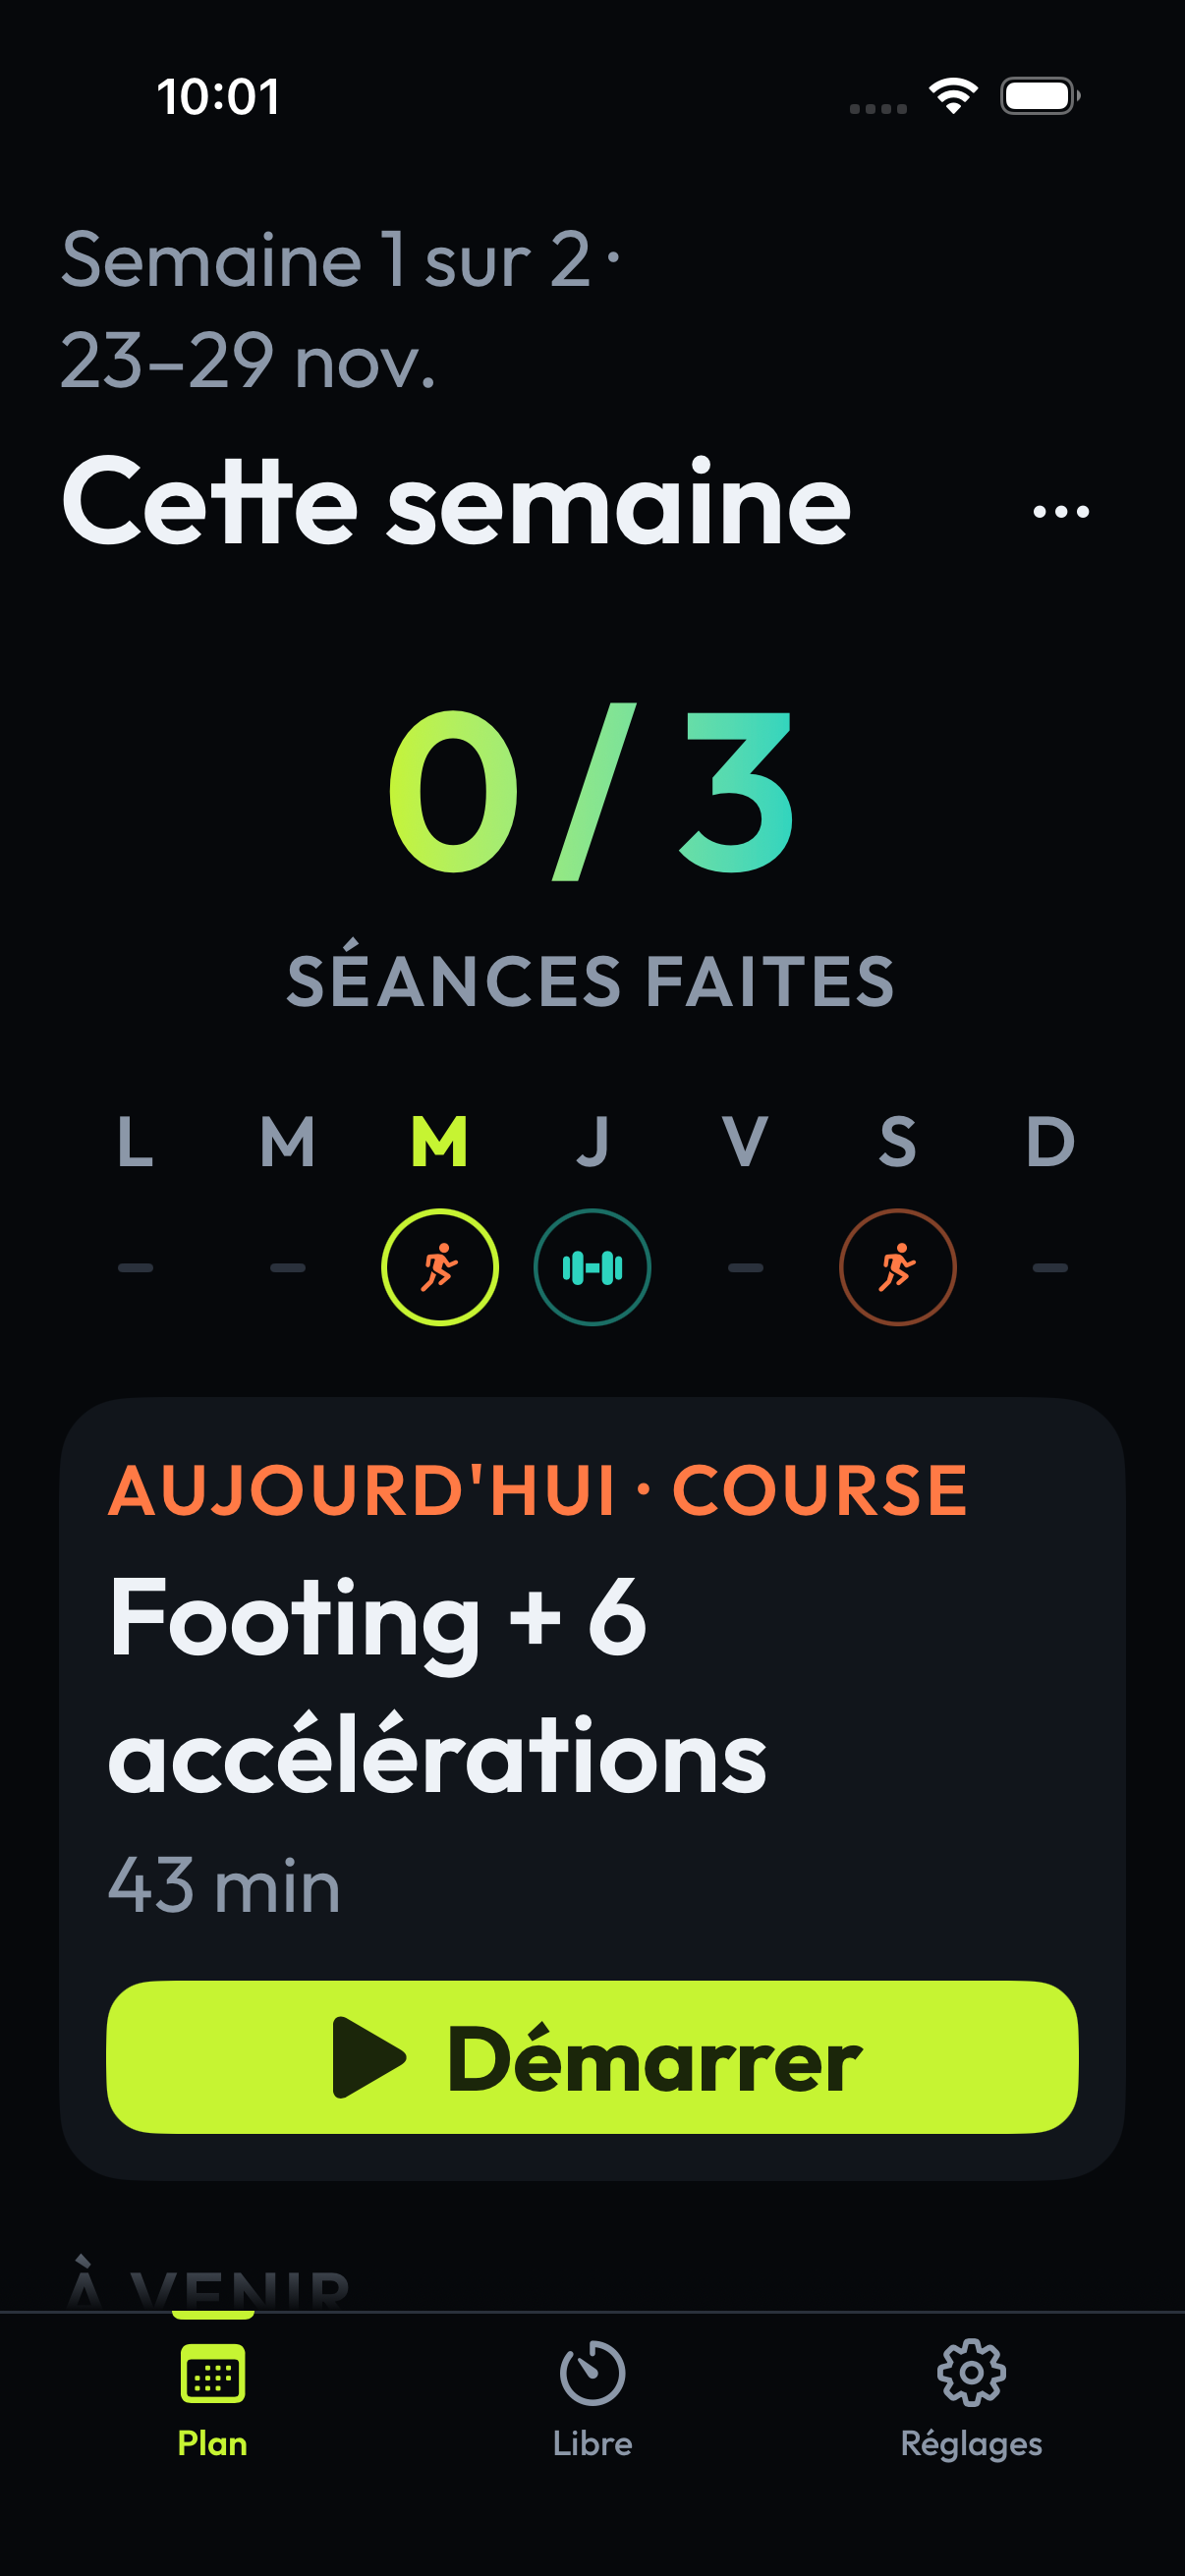 10:01
Semaine 1 sur 2 ·
23–29 nov.
Cette semaine
0/3
SÉANCES FAITES
L M M J V S D
AUJOURD'HUI · COURSE
Footing + 6
accélérations
43 min
Démarrer
À VENIR
Plan Libre Réglages